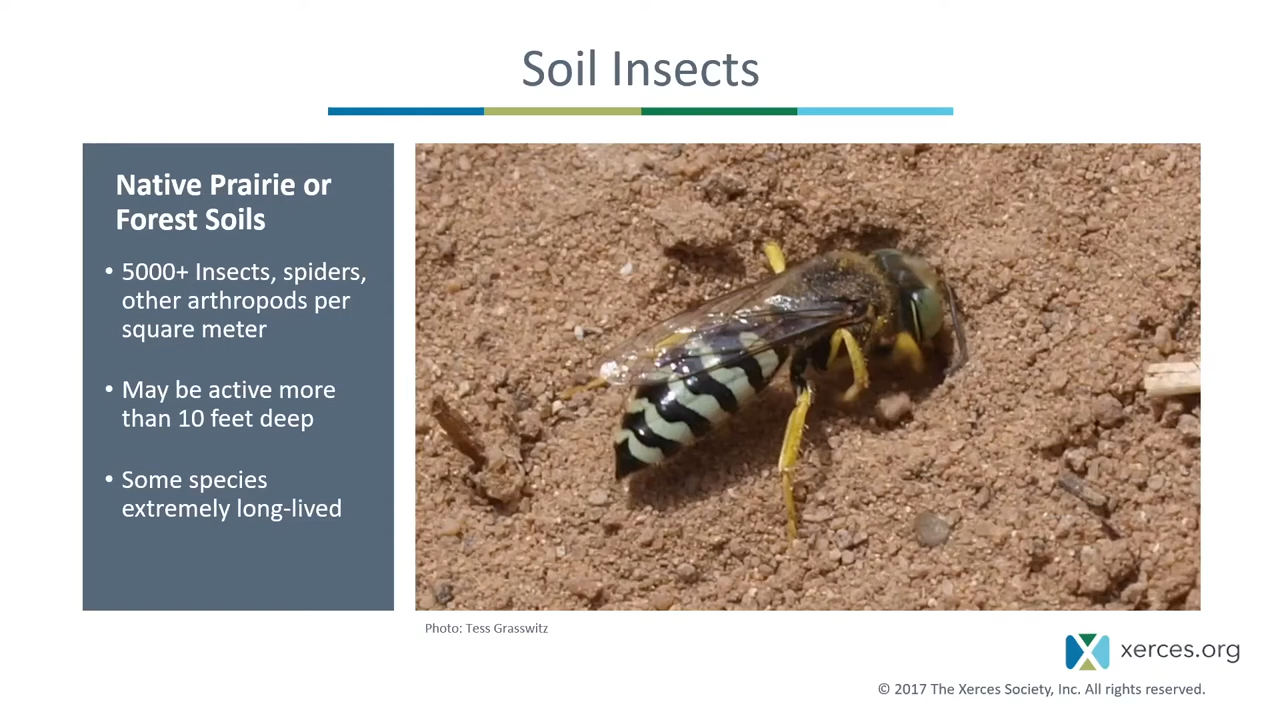 Soil Insects
Native Prairie or
Forest Soils
• 5000+ Insects, spiders,
other arthropods per
square meter
• May be active more
than 10 feet deep
• Some species
extremely long-lived
Photo: Tess Grasswitz
xerces.org
© 2017 The Xerces Society, Inc. All rights reserved.